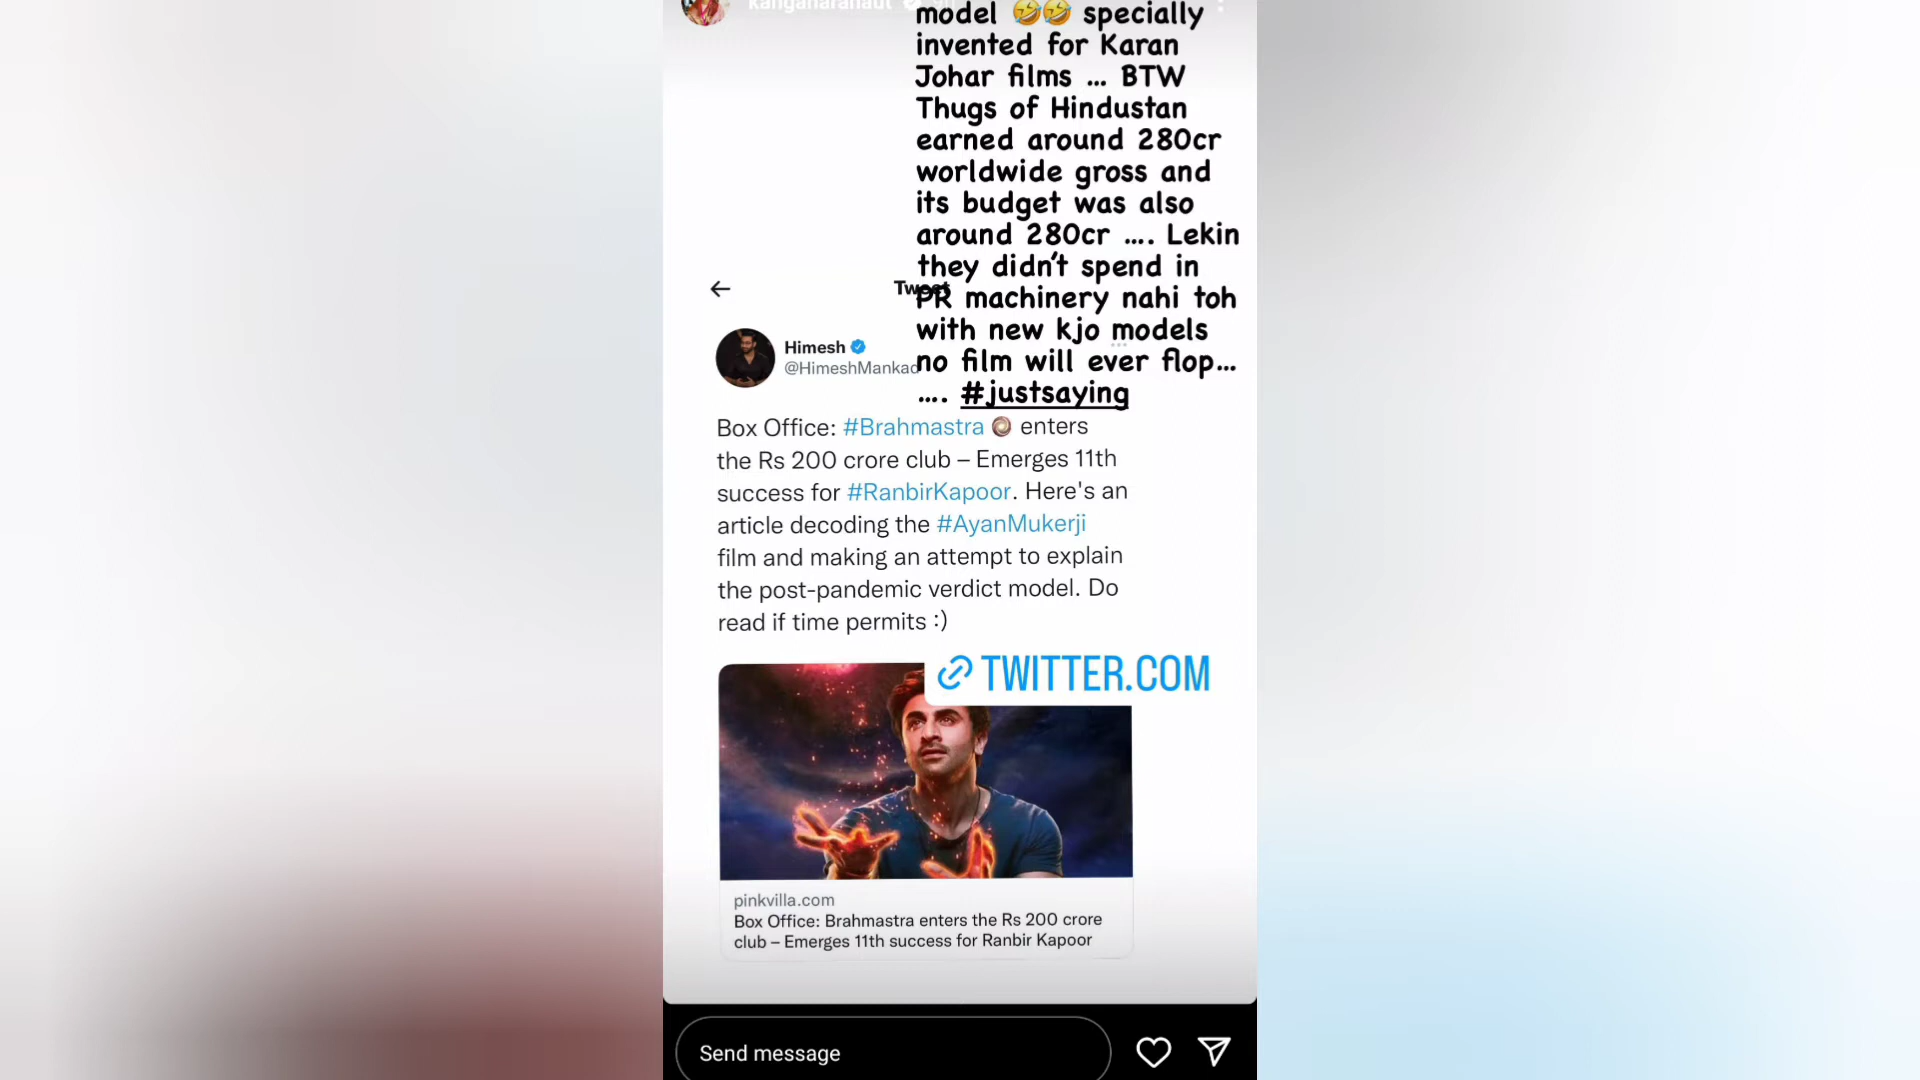 kanganaranaut 9h
model 🤣🤣 specially
invented for Karan
Johar films ... BTW
Thugs of Hindustan
earned around 280cr
worldwide gross and
its budget was also
around 280cr .... Lekin
they didn't spend in
PR machinery nahi toh
with new kjo models
no film will ever flop...
.... #justsaying
Tweet
Himesh
@HimeshMankad
Box Office: #Brahmastra enters
the Rs 200 crore club – Emerges 11th
success for #RanbirKapoor. Here's an
article decoding the #AyanMukerji
film and making an attempt to explain
the post-pandemic verdict model. Do
read if time permits :)
TWITTER.COM
pinkvilla.com
Box Office: Brahmastra enters the Rs 200 crore
club – Emerges 11th success for Ranbir Kapoor
Send message